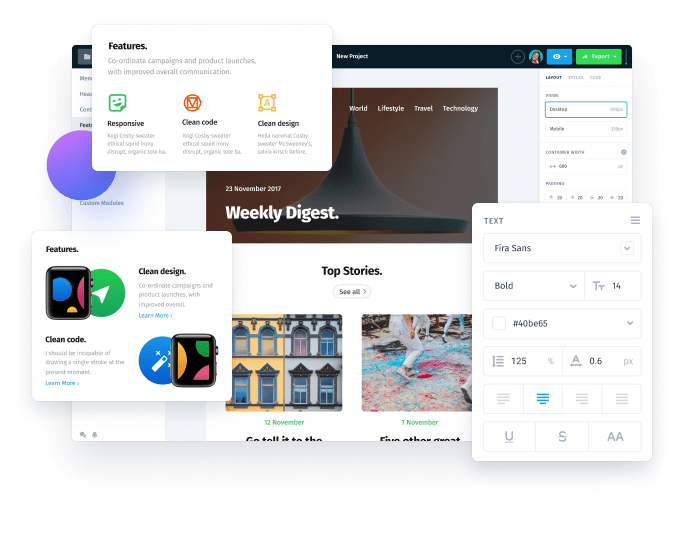 Features.
Co-ordinate campaigns and product launches,
with improved overall communication.
Responsive
Kogi Cosby sweater
ethical squid irony
disrupt, organic tote ba.
Clean code
Kogi Cosby sweater
ethical squid irony
disrupt, organic tote ba.
Clean design
Hella narwhal Cosby
sweater McSweeney's,
salvia kitsch before.
New Project
Export
Menu
Custom Modules
World Lifestyle Travel Technology
23 November 2017
Weekly Digest.
Top Stories.
See all
12 November
Go tell it to the
7 November
Five other great
LAYOUT STYLES CODE
VIEWS
Desktop
Mobile
CONTAINER WIDTH
600 px
PADDING
20 20 20 20
Features.
Clean design.
Co-ordinate campaigns and
product launches, with
improved overall.
Learn More ›
Clean code.
I should be incapable of
drawing a single stroke at the
present moment.
Learn More ›
TEXT
Fira Sans
Bold
TT 14
#40be65
125 %
A 0.6 px
U S AA